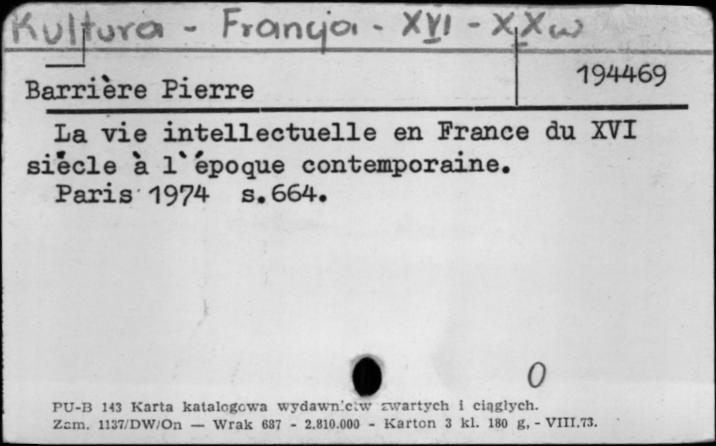 Kultura - Francja - XVI - XX w
194469
Barrière Pierre
La vie intellectuelle en France du XVI
siècle à l`époque contemporaine.
Paris 1974 s.664.
0
PU-B 143 Karta katalogowa wydawnictw zwartych i ciągłych.
Zam. 1137/DW/On — Wrak 687 - 2.810.000 - Karton 3 kl. 180 g, - VIII.73.